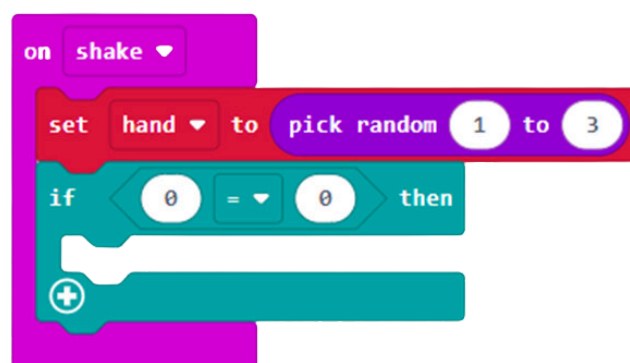 on shake
set hand to pick random 1 to 3
if 0 = 0 then